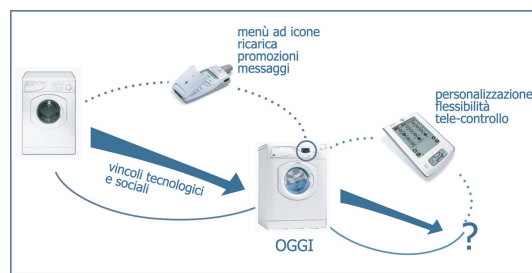 menù ad icone
ricarica
promozioni
messaggi
personalizzazione
flessibilità
tele-controllo
vincoli tecnologici
e sociali
OGGI
?